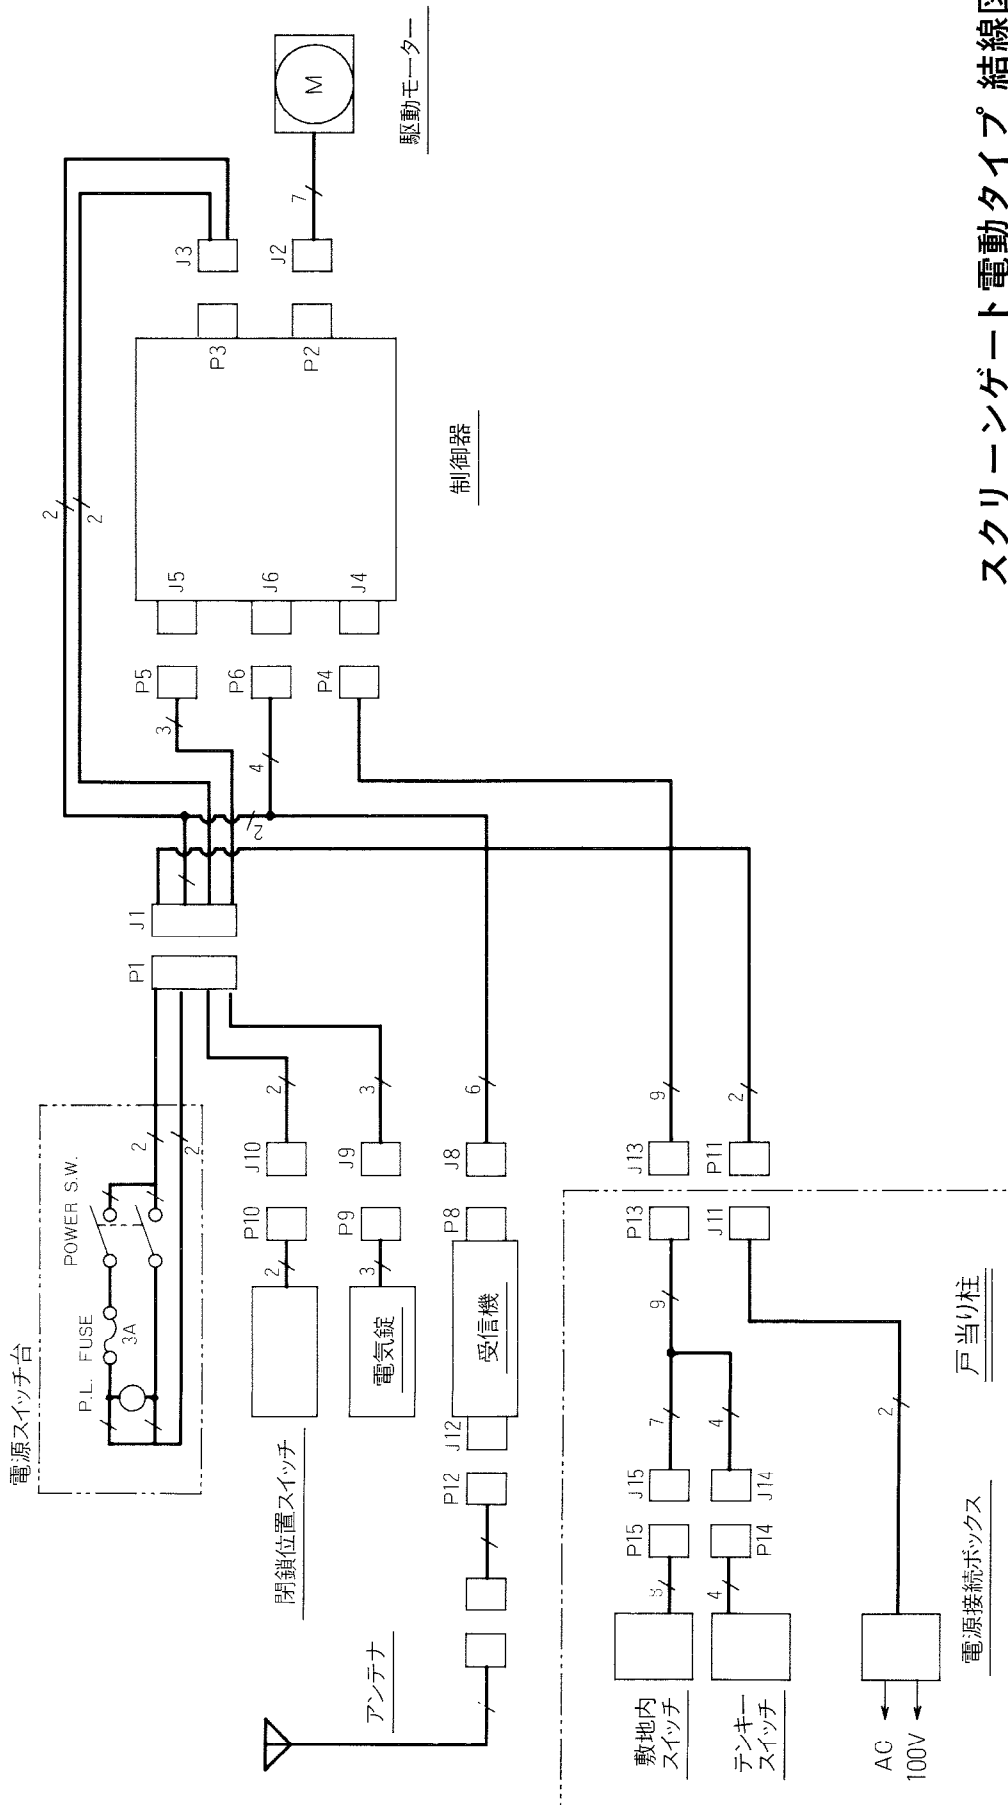 スクリーンゲート電動タイプ 結線図
電源スイッチ台
P.L. FUSE
3A
POWER S.W.
2
2
P1
J1
2
2
J3
P3
駆動モーター
M
7
J2
P2
制御器
J5
J6
J4
P5
P6
P4
3
4
2
閉鎖位置スイッチ
2
P10
J10
2
電気錠
3
P9
J9
3
受信機
J12
P12
P8
J8
6
アンテナ
戸当り柱
P13
J13
9
9
J11
P11
2
7
4
J15
P15
J14
P14
4
敷地内
スイッチ
テンキー
スイッチ
電源接続ボックス
2
AC
100V